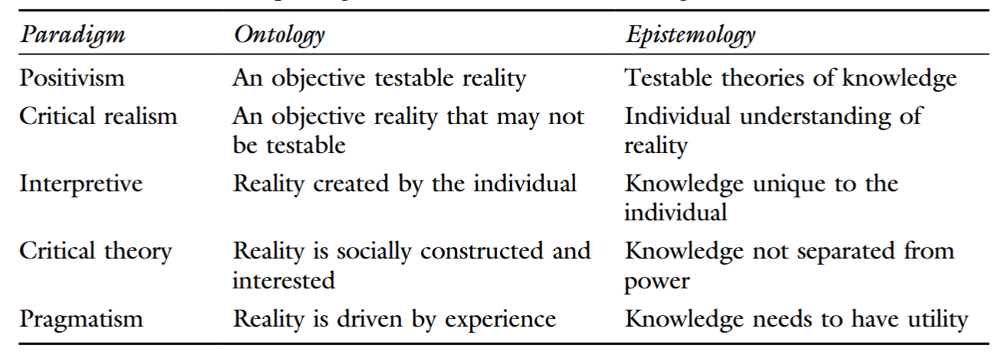 Paradigm Ontology Epistemology
Positivism An objective testable reality Testable theories of knowledge
Critical realism An objective reality that may not Individual understanding of
be testable reality
Interpretive Reality created by the individual Knowledge unique to the
individual
Critical theory Reality is socially constructed and Knowledge not separated from
interested power
Pragmatism Reality is driven by experience Knowledge needs to have utility